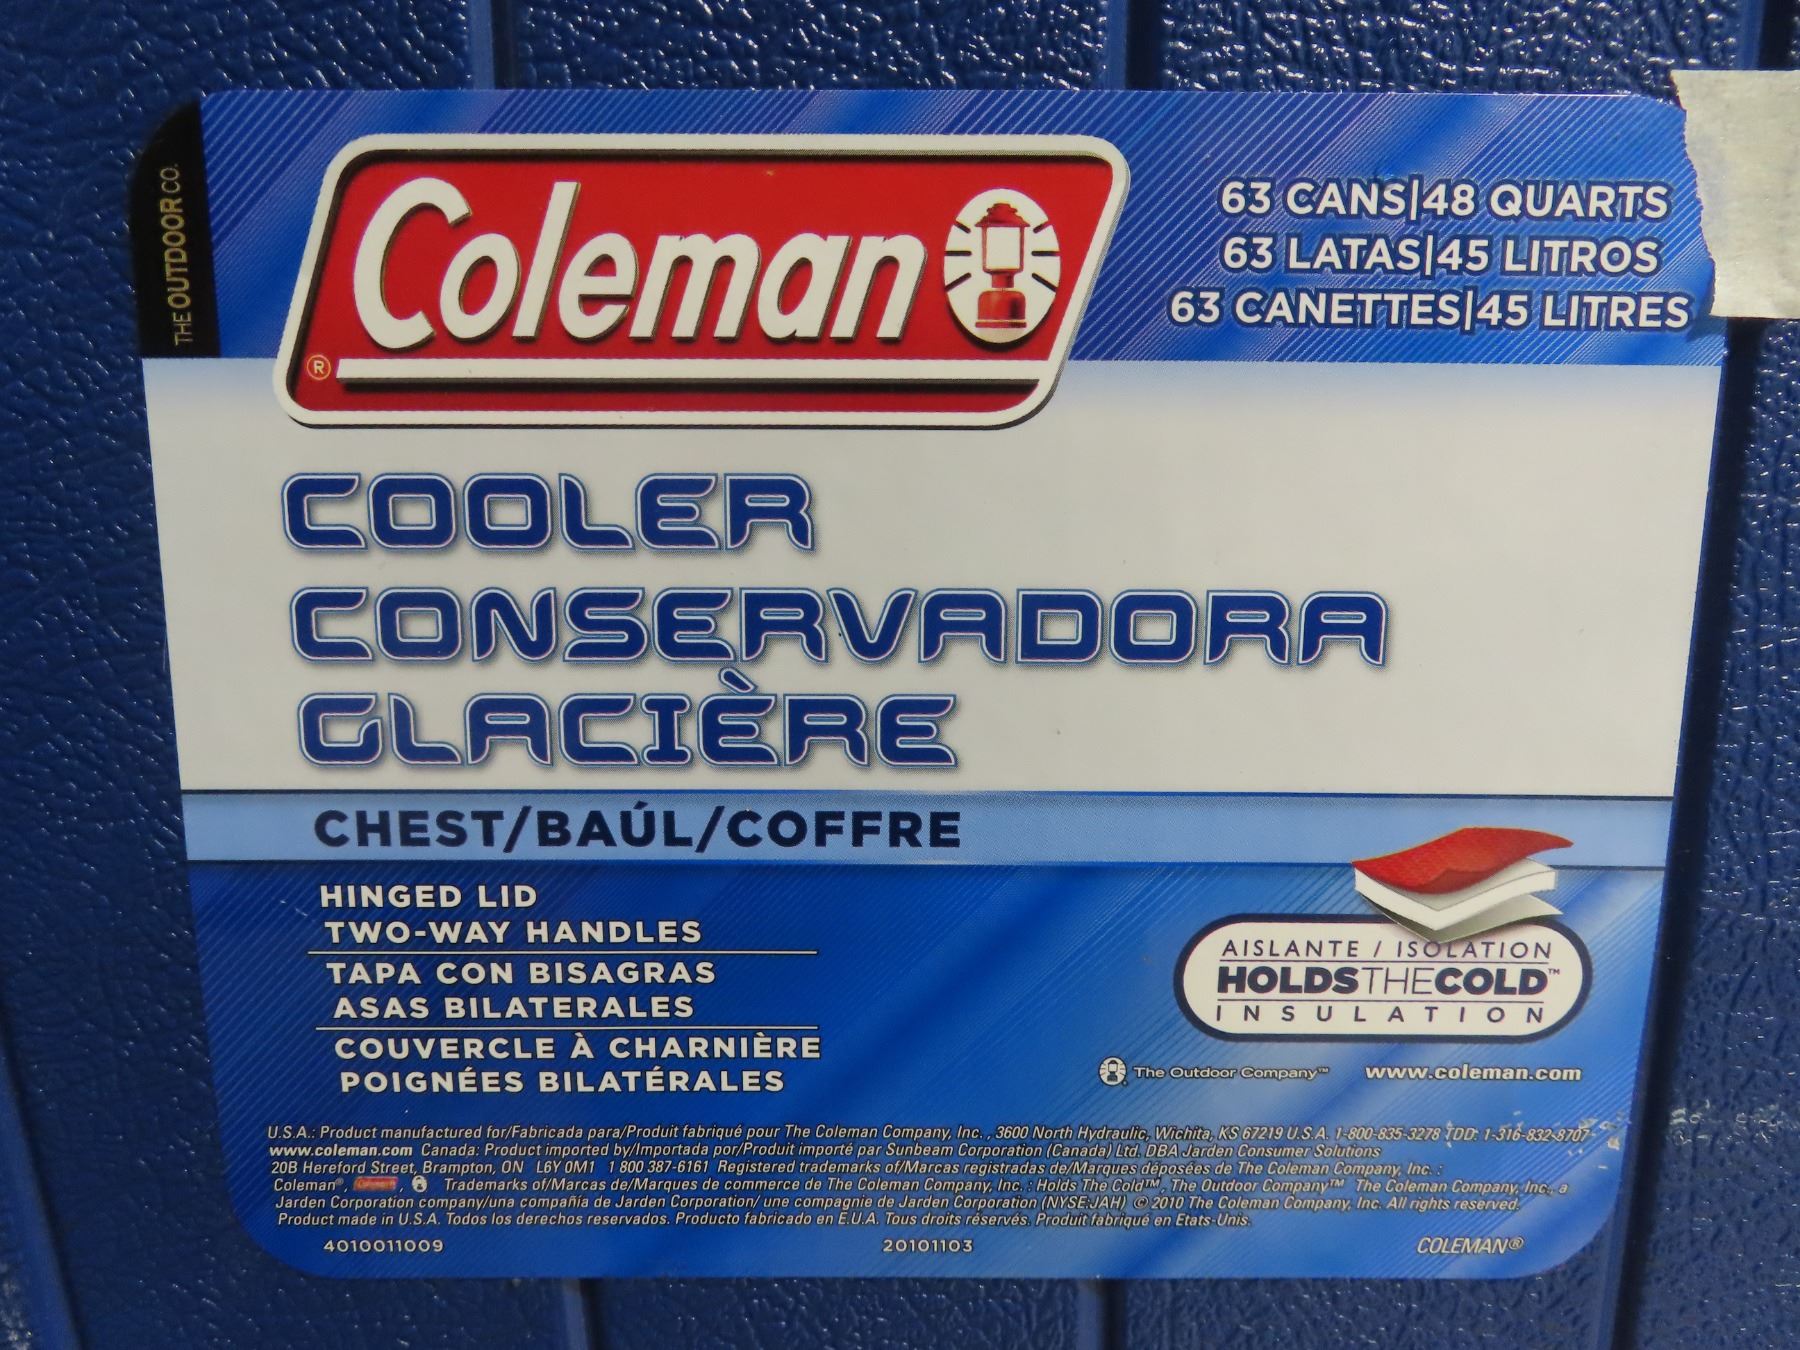 THE OUTDOOR CO.
Coleman
®
63 CANS|48 QUARTS
63 LATAS|45 LITROS
63 CANETTES|45 LITRES
COOLER
CONSERVADORA
GLACIÈRE
CHEST/BAÚL/COFFRE
HINGED LID
TWO-WAY HANDLES
TAPA CON BISAGRAS
ASAS BILATERALES
COUVERCLE À CHARNIÈRE
POIGNÉES BILATÉRALES
AISLANTE / ISOLATION
HOLDSTHECOLD™
INSULATION
The Outdoor Company™ www.coleman.com
U.S.A.: Product manufactured for/Fabricada para/Produit fabriqué pour The Coleman Company, Inc. , 3600 North Hydraulic, Wichita, KS 67219 U.S.A. 1-800-835-3278 TDD: 1-316-832-8707
www.coleman.com Canada: Product imported by/Importada por/Produit importé par Sunbeam Corporation (Canada) Ltd. DBA Jarden Consumer Solutions
20B Hereford Street, Brampton, ON L6Y 0M1 1 800 387-6161 Registered trademarks of/Marcas registradas de/Marques déposées de The Coleman Company, Inc. :
Coleman®, Coleman, Trademarks of/Marcas de/Marques de commerce de The Coleman Company, Inc. : Holds The Cold™, The Outdoor Company™ The Coleman Company, Inc., a
Jarden Corporation company/una compañía de Jarden Corporation/ une compagnie de Jarden Corporation (NYSE:JAH) © 2010 The Coleman Company, Inc. All rights reserved.
Product made in U.S.A. Todos los derechos reservados. Producto fabricado en E.U.A. Tous droits réservés. Produit fabriqué en Etats-Unis.
4010011009 20101103 COLEMAN®